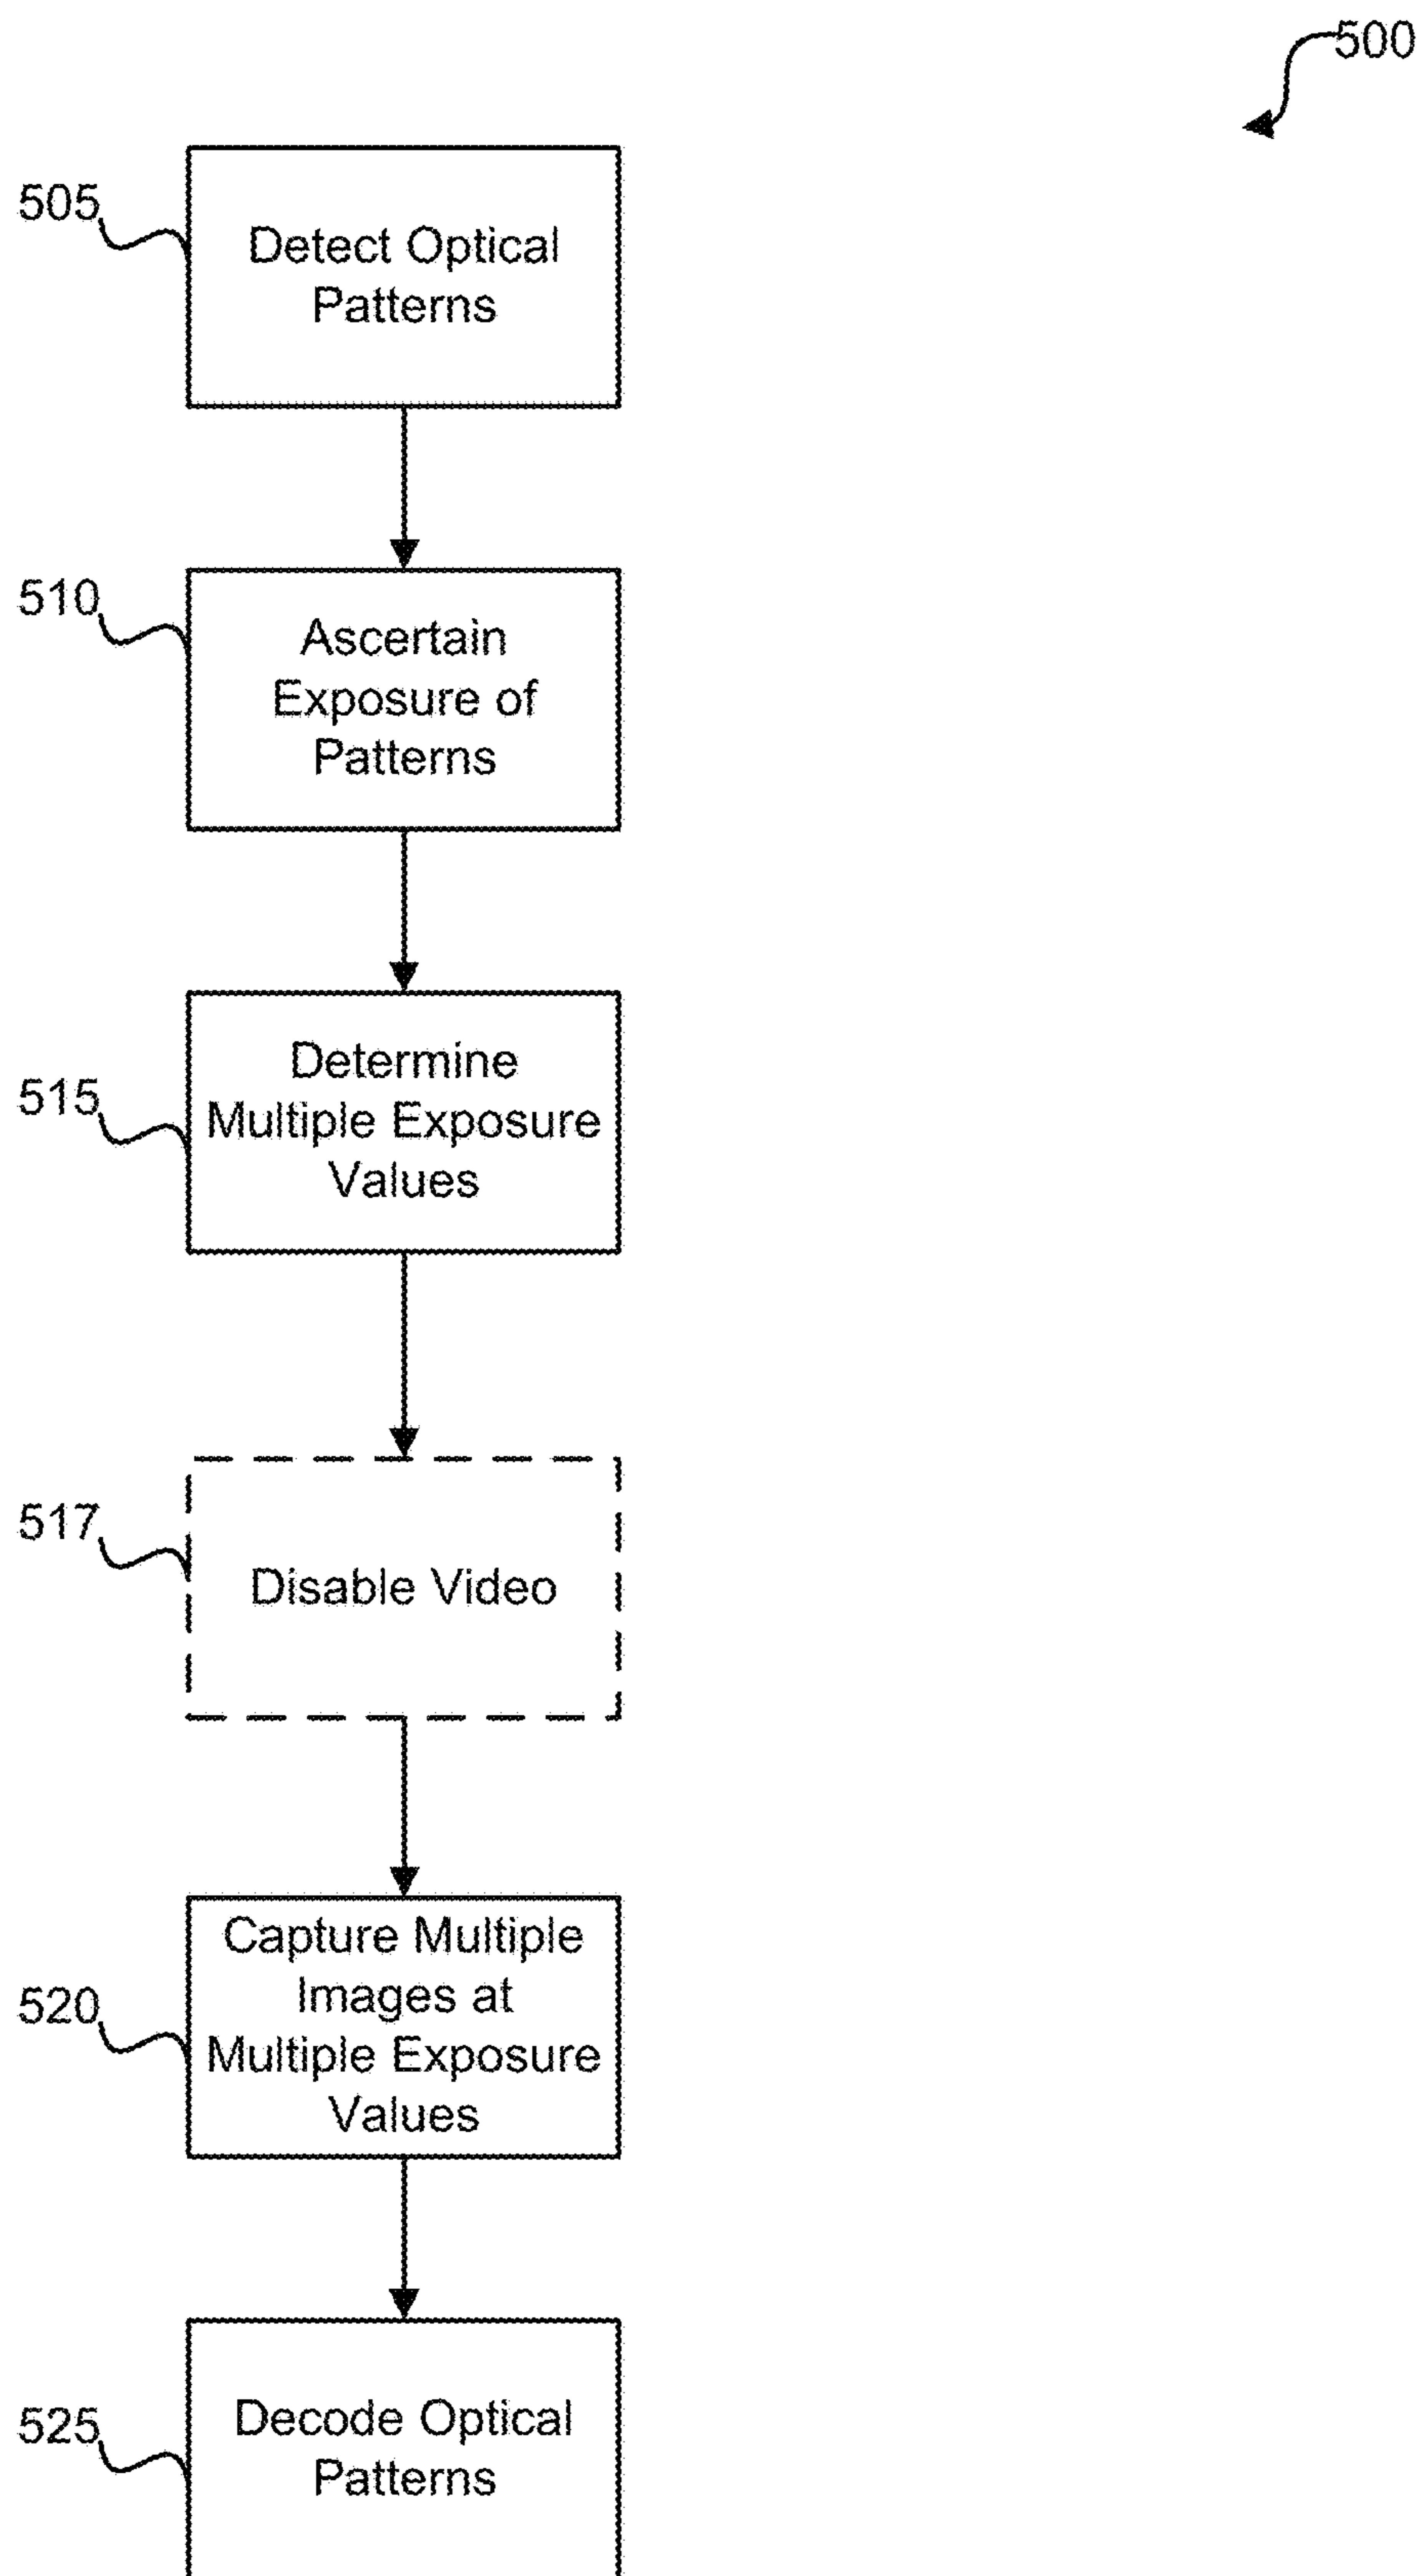 500
505
Detect Optical
Patterns
510
Ascertain
Exposure of
Patterns
515
Determine
Multiple Exposure
Values
517
Disable Video
520
Capture Multiple
Images at
Multiple Exposure
Values
525
Decode Optical
Patterns